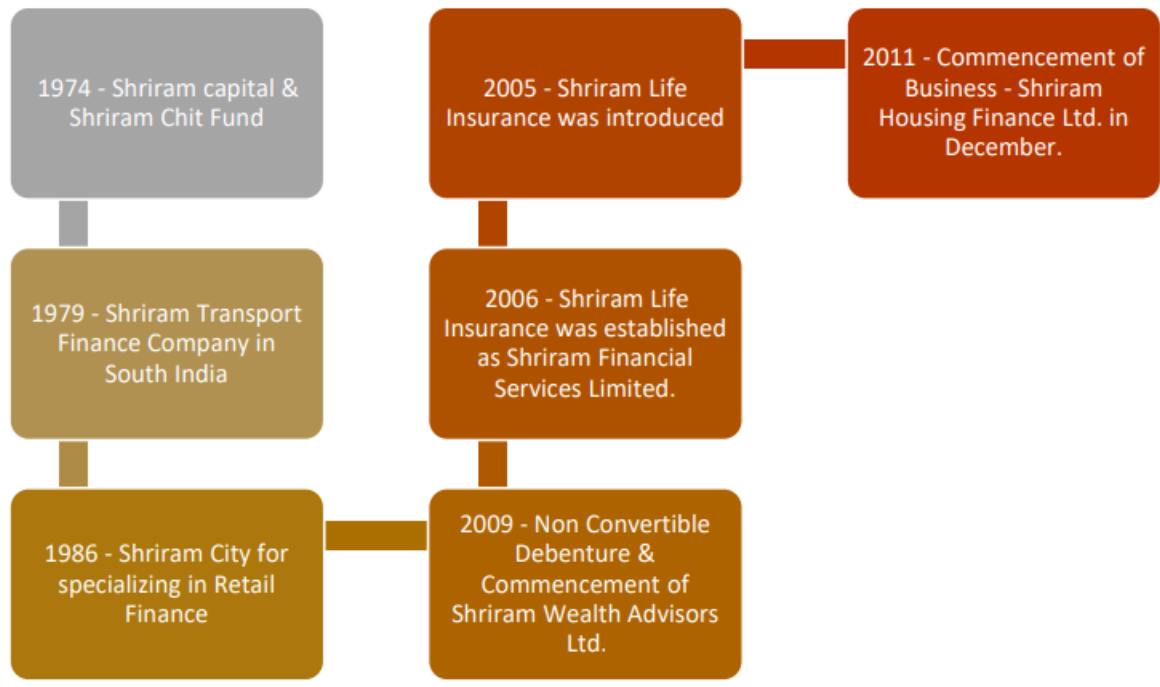 1974 - Shriram capital &
Shriram Chit Fund
1979 - Shriram Transport
Finance Company in
South India
1986 - Shriram City for
specializing in Retail
Finance
2009 - Non Convertible
Debenture &
Commencement of
Shriram Wealth Advisors
Ltd.
2006 - Shriram Life
Insurance was established
as Shriram Financial
Services Limited.
2005 - Shriram Life
Insurance was introduced
2011 - Commencement of
Business - Shriram
Housing Finance Ltd. in
December.